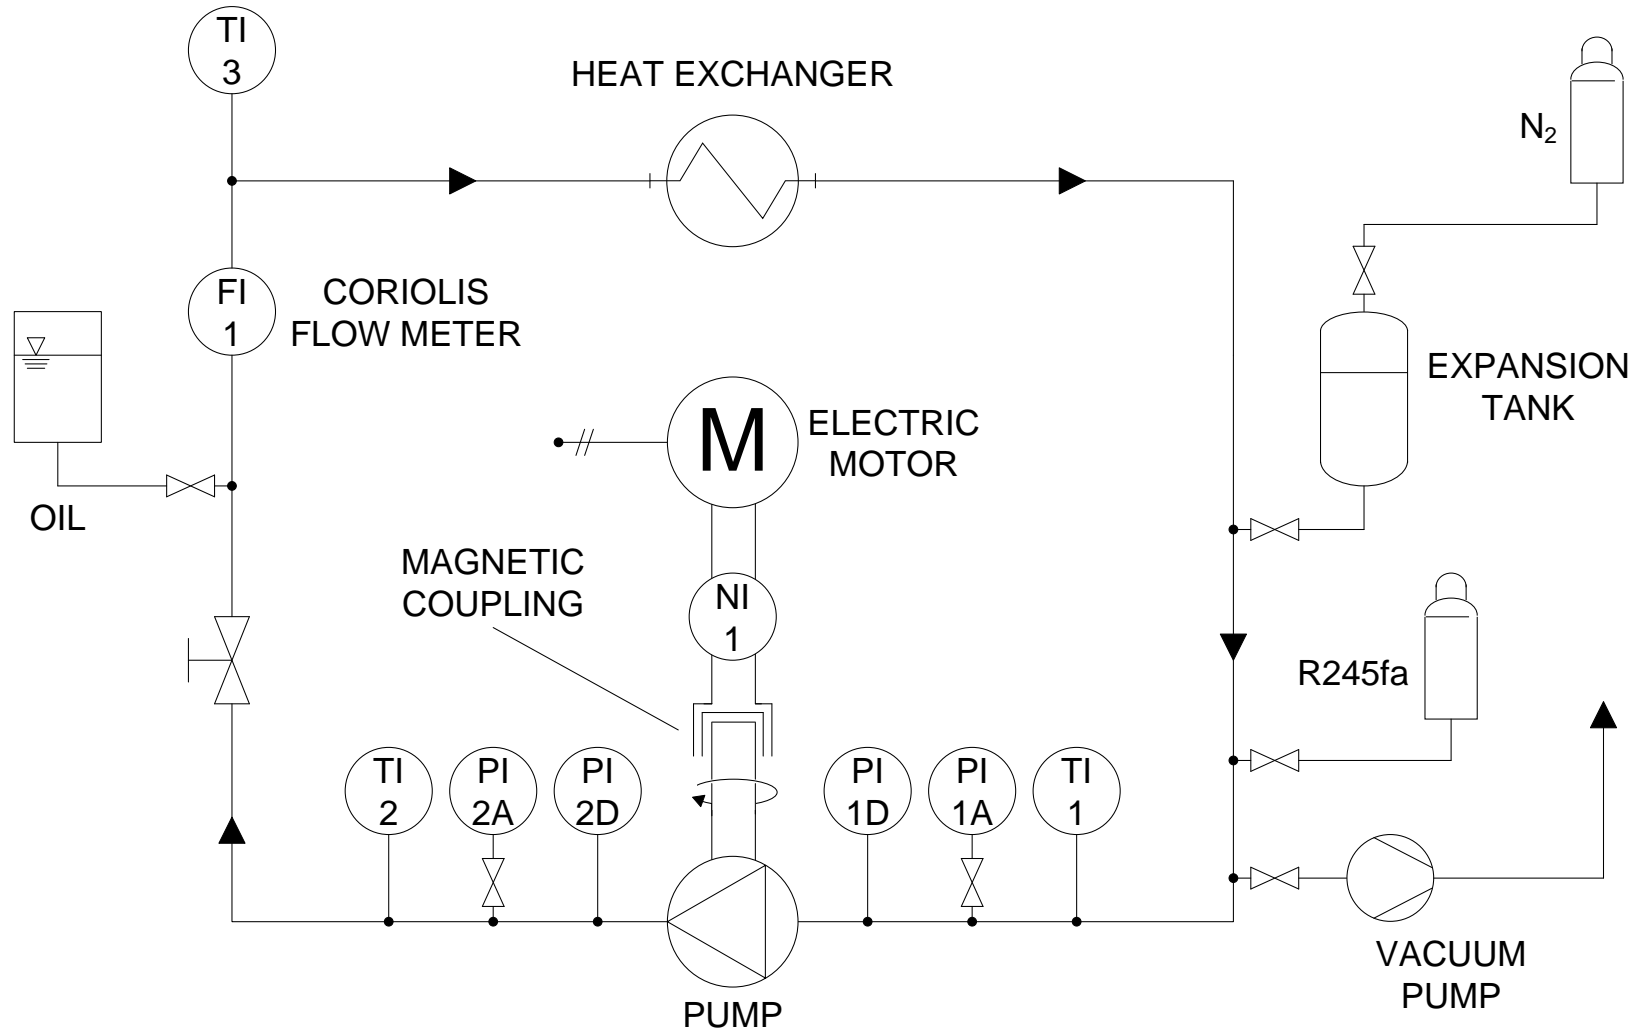 TI
3
HEAT EXCHANGER
N₂
FI
1
CORIOLIS
FLOW METER
EXPANSION
TANK
M
ELECTRIC
MOTOR
OIL
MAGNETIC
COUPLING
NI
1
R245fa
TI
2
PI
2A
PI
2D
PI
1D
PI
1A
TI
1
VACUUM
PUMP
PUMP